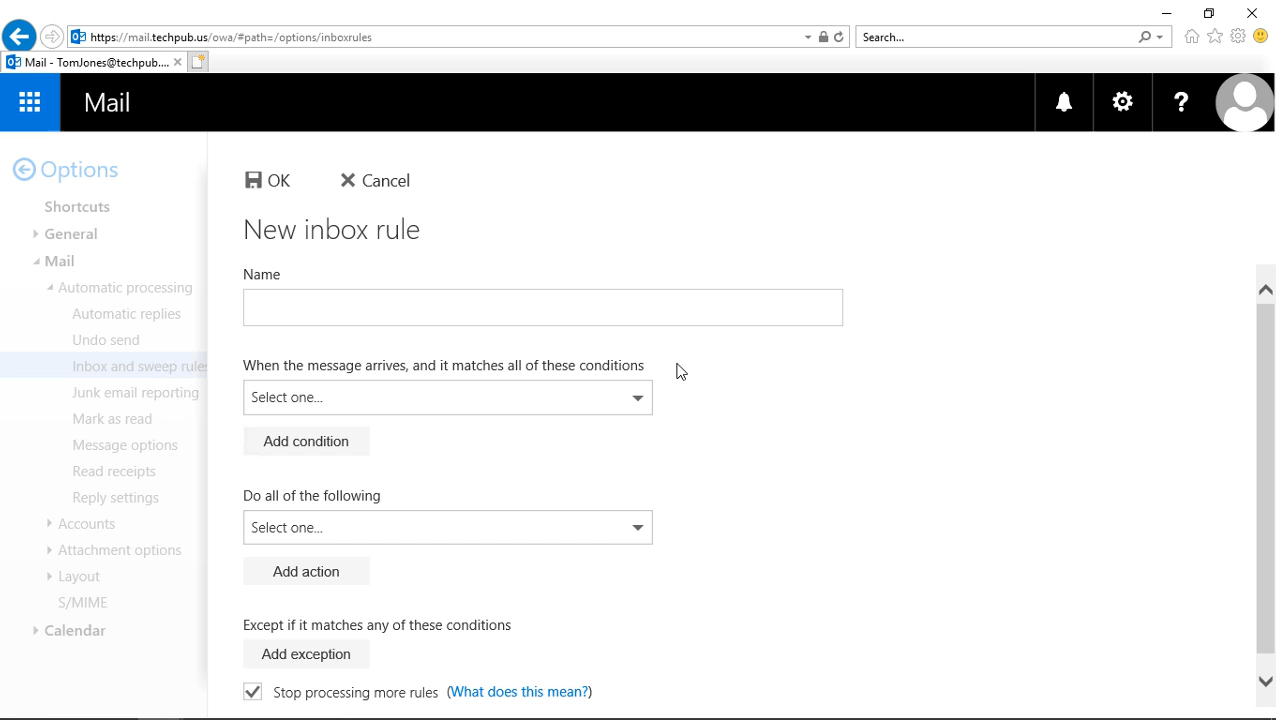 https://mail.techpub.us/owa/#path=/options/inboxrules
Search...
Mail - TomJones@techpub....
Mail
?
Options
Shortcuts
General
Mail
Automatic processing
Automatic replies
Undo send
Inbox and sweep rules
Junk email reporting
Mark as read
Message options
Read receipts
Reply settings
Accounts
Attachment options
Layout
S/MIME
Calendar
OK
Cancel
New inbox rule
Name
When the message arrives, and it matches all of these conditions
Select one...
Add condition
Do all of the following
Select one...
Add action
Except if it matches any of these conditions
Add exception
Stop processing more rules (What does this mean?)